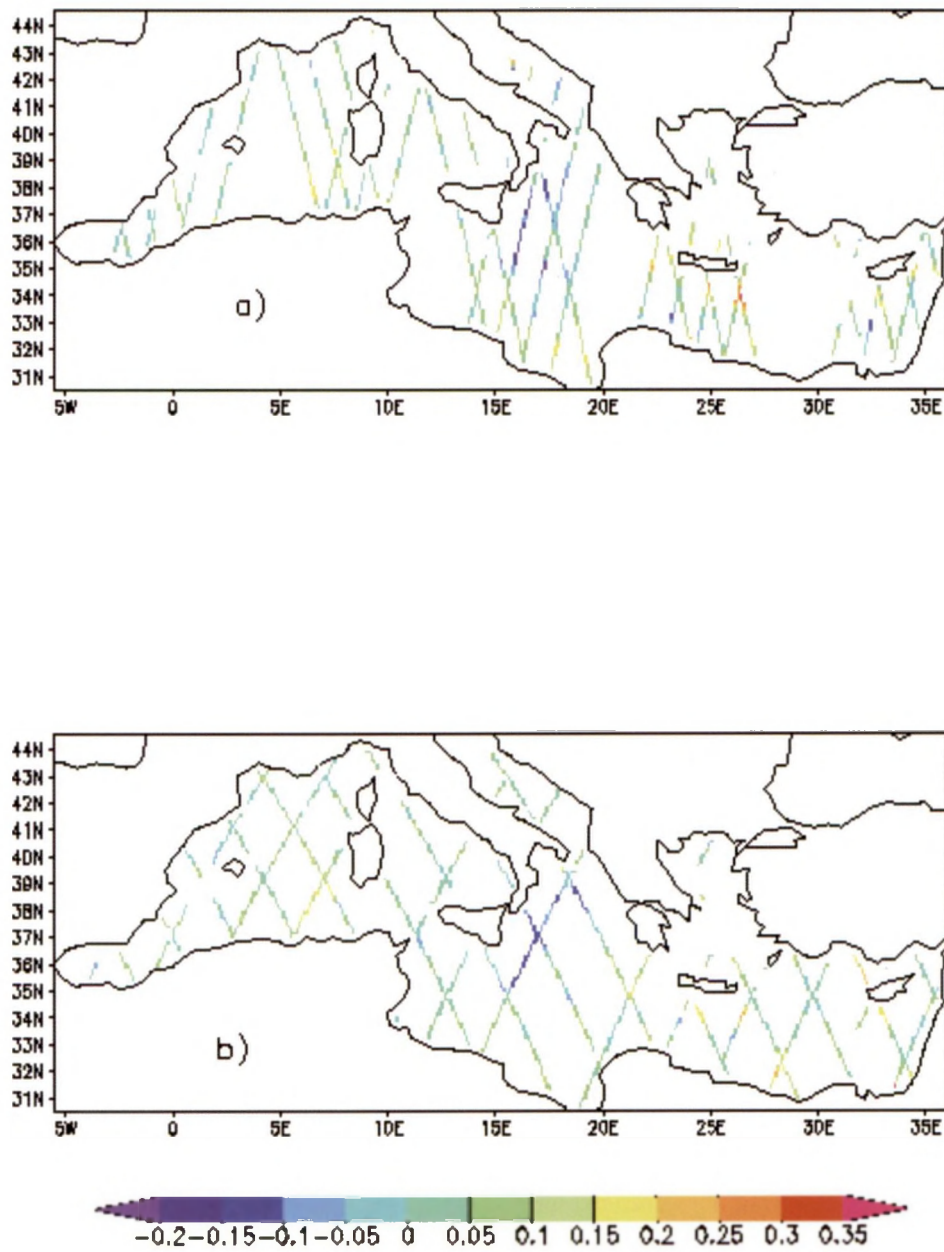 44N
43N
42N
41N
40N
39N
38N
37N
36N
35N
34N
33N
32N
31N
a)
5W 0 5E 10E 15E 20E 25E 30E 35E
44N
43N
42N
41N
40N
39N
38N
37N
36N
35N
34N
33N
32N
31N
b)
5W 0 5E 10E 15E 20E 25E 30E 35E
-0.2 -0.15 -0.1 -0.05 0 0.05 0.1 0.15 0.2 0.25 0.3 0.35